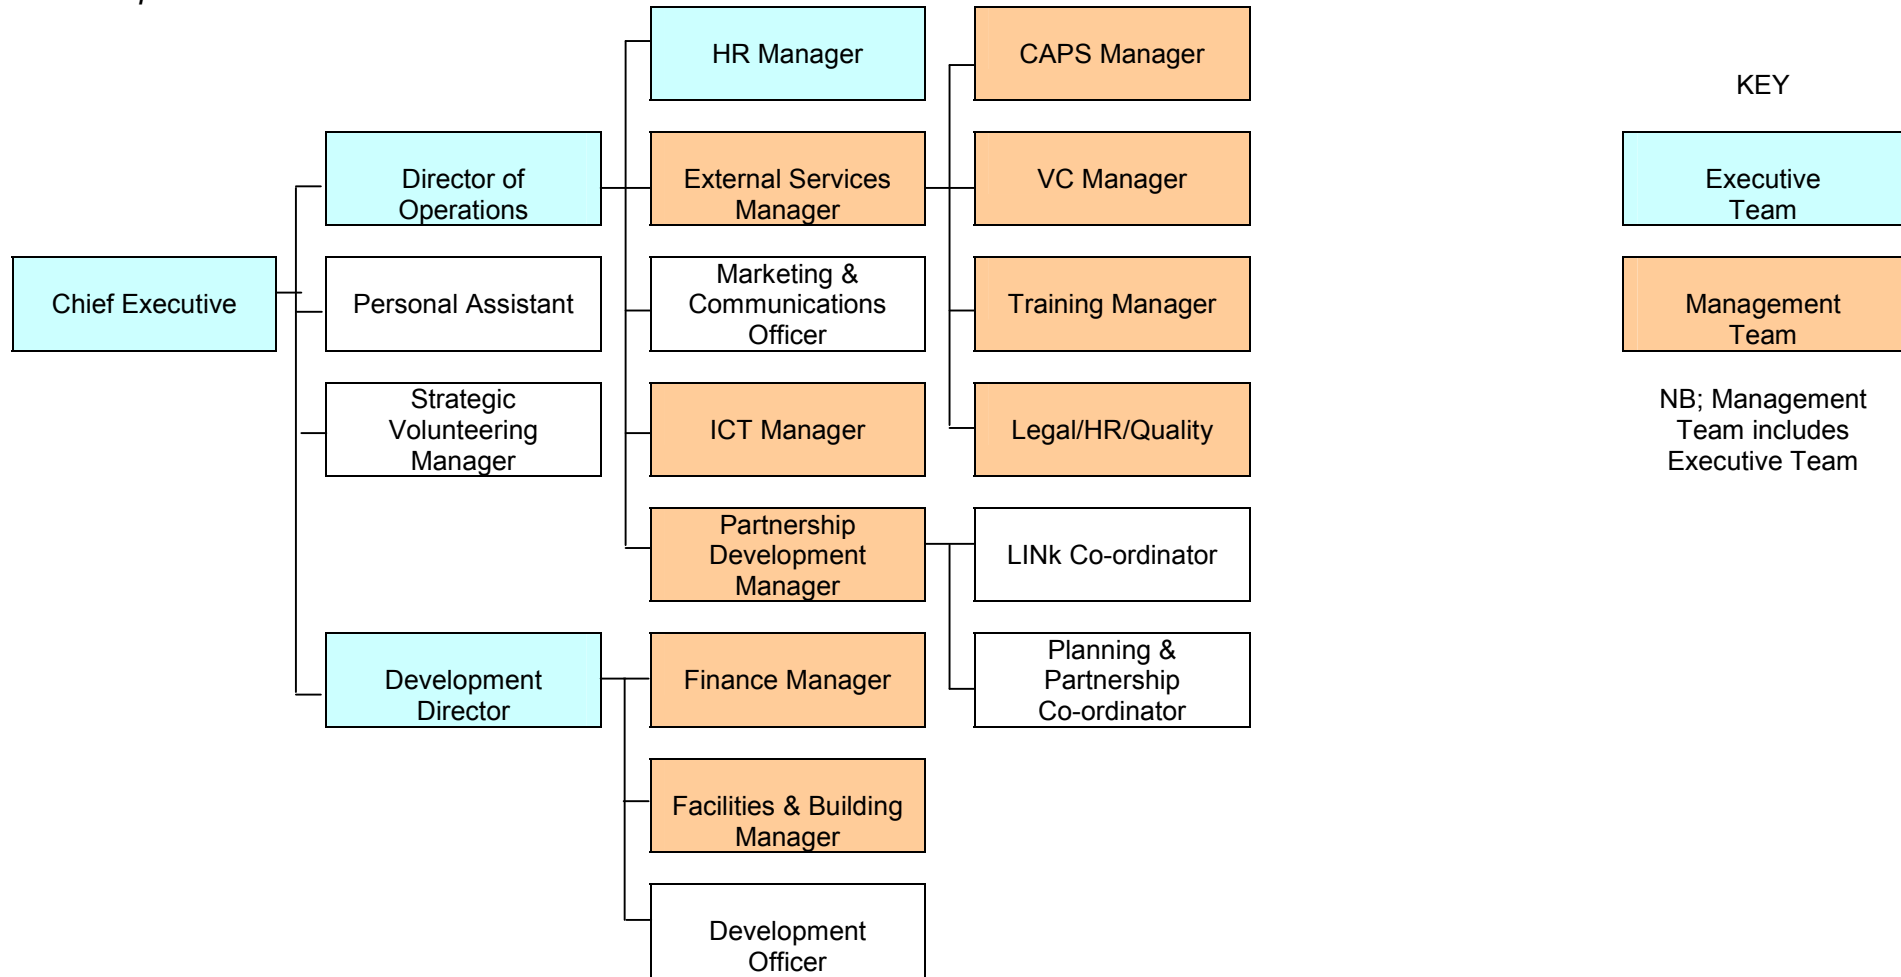 HR Manager
CAPS Manager
KEY
Director of
Operations
External Services
Manager
VC Manager
Executive
Team
Chief Executive
Personal Assistant
Marketing &
Communications
Officer
Training Manager
Management
Team
Strategic
Volunteering
Manager
ICT Manager
Legal/HR/Quality
NB; Management
Team includes
Executive Team
Partnership
Development
Manager
LINk Co-ordinator
Development
Director
Finance Manager
Planning &
Partnership
Co-ordinator
Facilities & Building
Manager
Development
Officer